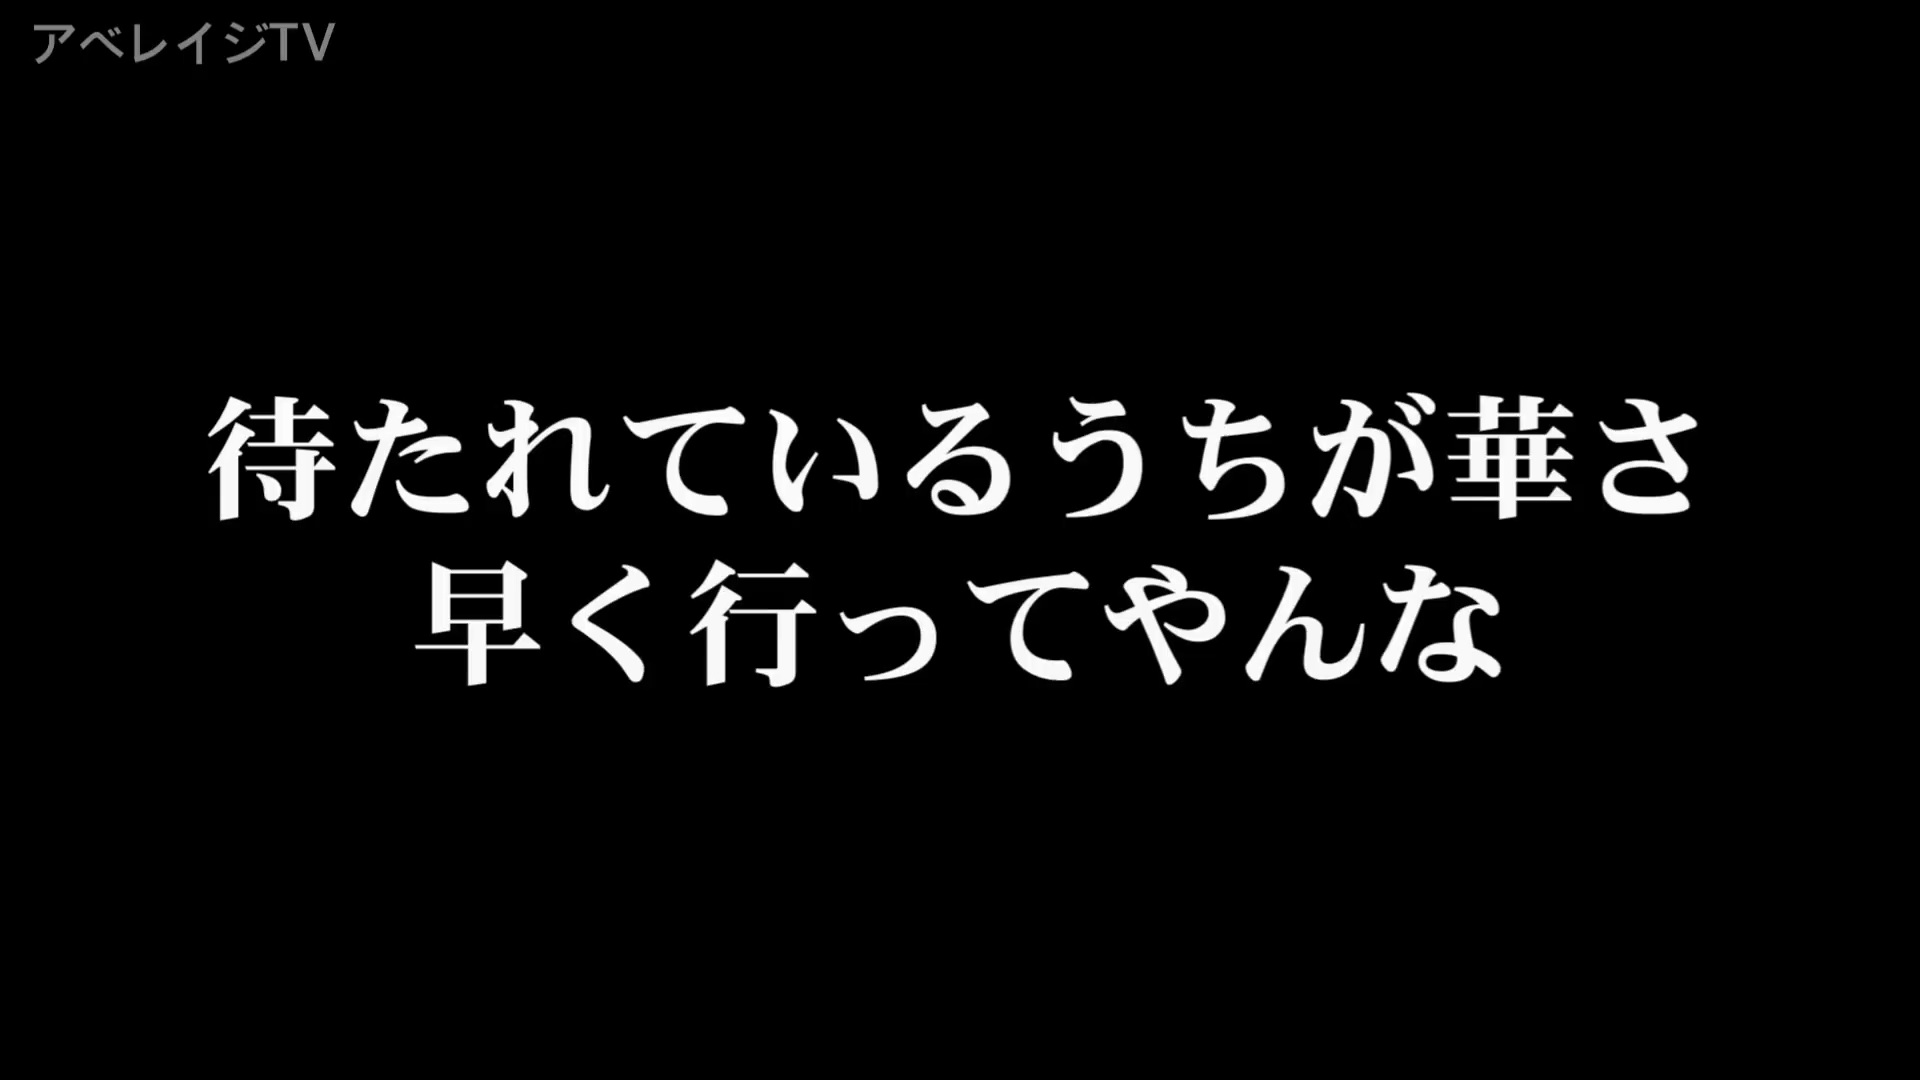 アベレイジTV
待たれているうちが華さ
早く行ってやんな